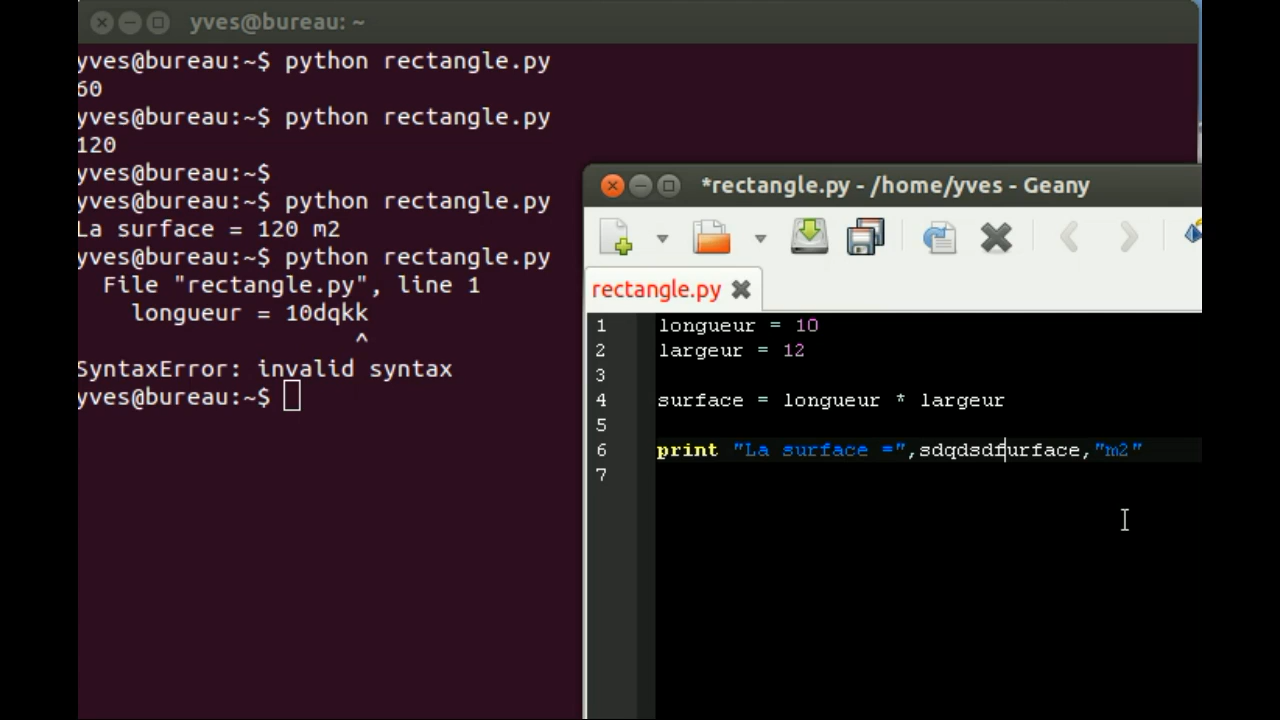 yves@bureau: ~
yves@bureau:~$ python rectangle.py
60
yves@bureau:~$ python rectangle.py
120
yves@bureau:~$
yves@bureau:~$ python rectangle.py
La surface = 120 m2
yves@bureau:~$ python rectangle.py
File "rectangle.py", line 1
longueur = 10dqkk
^
SyntaxError: invalid syntax
yves@bureau:~$
*rectangle.py - /home/yves - Geany
rectangle.py
1 longueur = 10
2 largeur = 12
3
4 surface = longueur * largeur
5
6 print "La surface =",sdqdsdfurface,"m2"
7